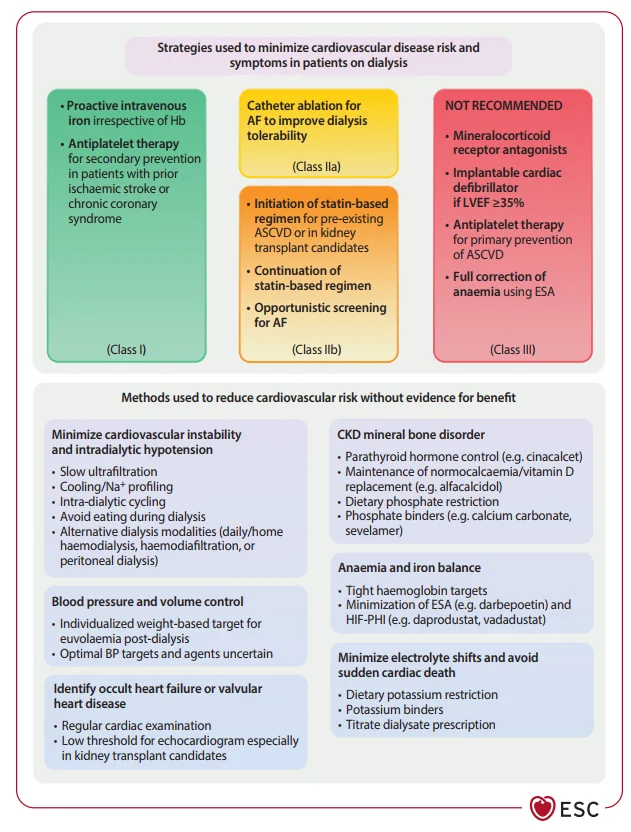 Strategies used to minimize cardiovascular disease risk and
symptoms in patients on dialysis
• Proactive intravenous
iron irrespective of Hb
• Antiplatelet therapy
for secondary prevention
in patients with prior
ischaemic stroke or
chronic coronary
syndrome
(Class I)
Catheter ablation for
AF to improve dialysis
tolerability
(Class IIa)
• Initiation of statin-based
regimen for pre-existing
ASCVD or in kidney
transplant candidates
• Continuation of
statin-based regimen
• Opportunistic screening
for AF
(Class IIb)
NOT RECOMMENDED
• Mineralocorticoid
receptor antagonists
• Implantable cardiac
defibrillator
if LVEF ≥35%
• Antiplatelet therapy
for primary prevention
of ASCVD
• Full correction of
anaemia using ESA
(Class III)
Methods used to reduce cardiovascular risk without evidence for benefit
Minimize cardiovascular instability
and intradialytic hypotension
• Slow ultrafiltration
• Cooling/Na⁺ profiling
• Intra-dialytic cycling
• Avoid eating during dialysis
• Alternative dialysis modalities (daily/home
haemodialysis, haemodiafiltration, or
peritoneal dialysis)
Blood pressure and volume control
• Individualized weight-based target for
euvolaemia post-dialysis
• Optimal BP targets and agents uncertain
Identify occult heart failure or valvular
heart disease
• Regular cardiac examination
• Low threshold for echocardiogram especially
in kidney transplant candidates
CKD mineral bone disorder
• Parathyroid hormone control (e.g. cinacalcet)
• Maintenance of normocalcaemia/vitamin D
replacement (e.g. alfacalcidol)
• Dietary phosphate restriction
• Phosphate binders (e.g. calcium carbonate,
sevelamer)
Anaemia and iron balance
• Tight haemoglobin targets
• Minimization of ESA (e.g. darbepoetin) and
HIF-PHI (e.g. daprodustat, vadadustat)
Minimize electrolyte shifts and avoid
sudden cardiac death
• Dietary potassium restriction
• Potassium binders
• Titrate dialysate prescription
ESC